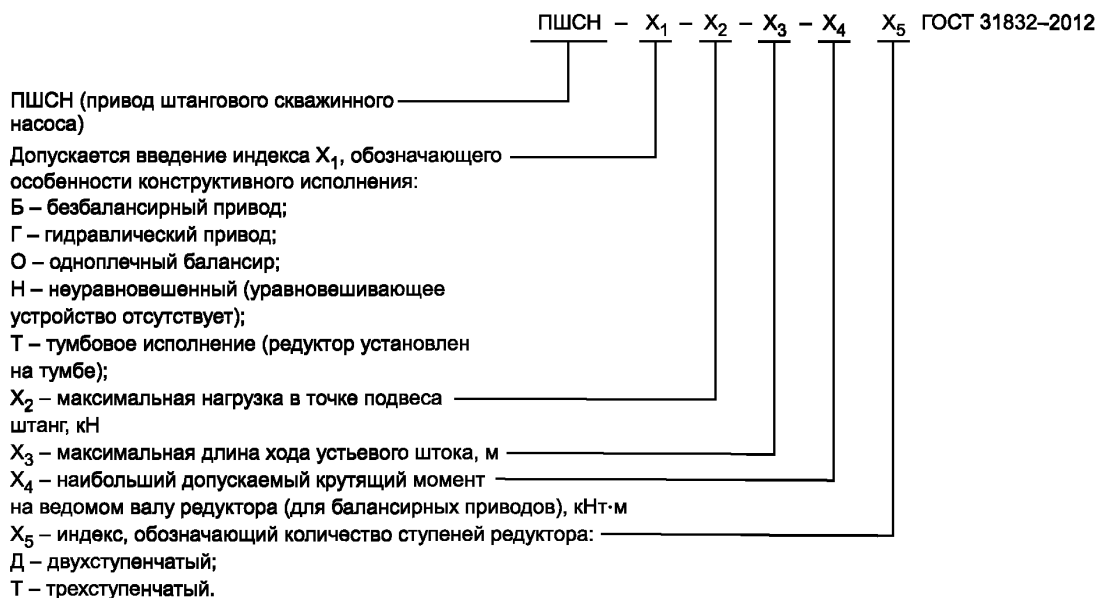 ПШСН – X₁ – X₂ – X₃ – X₄ X₅ ГОСТ 31832–2012
ПШСН (привод штангового скважинного
насоса)
Допускается введение индекса X₁, обозначающего
особенности конструктивного исполнения:
Б – безбалансирный привод;
Г – гидравлический привод;
О – одноплечный балансир;
Н – неуравновешенный (уравновешивающее
устройство отсутствует);
Т – тумбовое исполнение (редуктор установлен
на тумбе);
X₂ – максимальная нагрузка в точке подвеса
штанг, кН
X₃ – максимальная длина хода устьевого штока, м
X₄ – наибольший допускаемый крутящий момент
на ведомом валу редуктора (для балансирных приводов), кНт·м
X₅ – индекс, обозначающий количество ступеней редуктора:
Д – двухступенчатый;
Т – трехступенчатый.